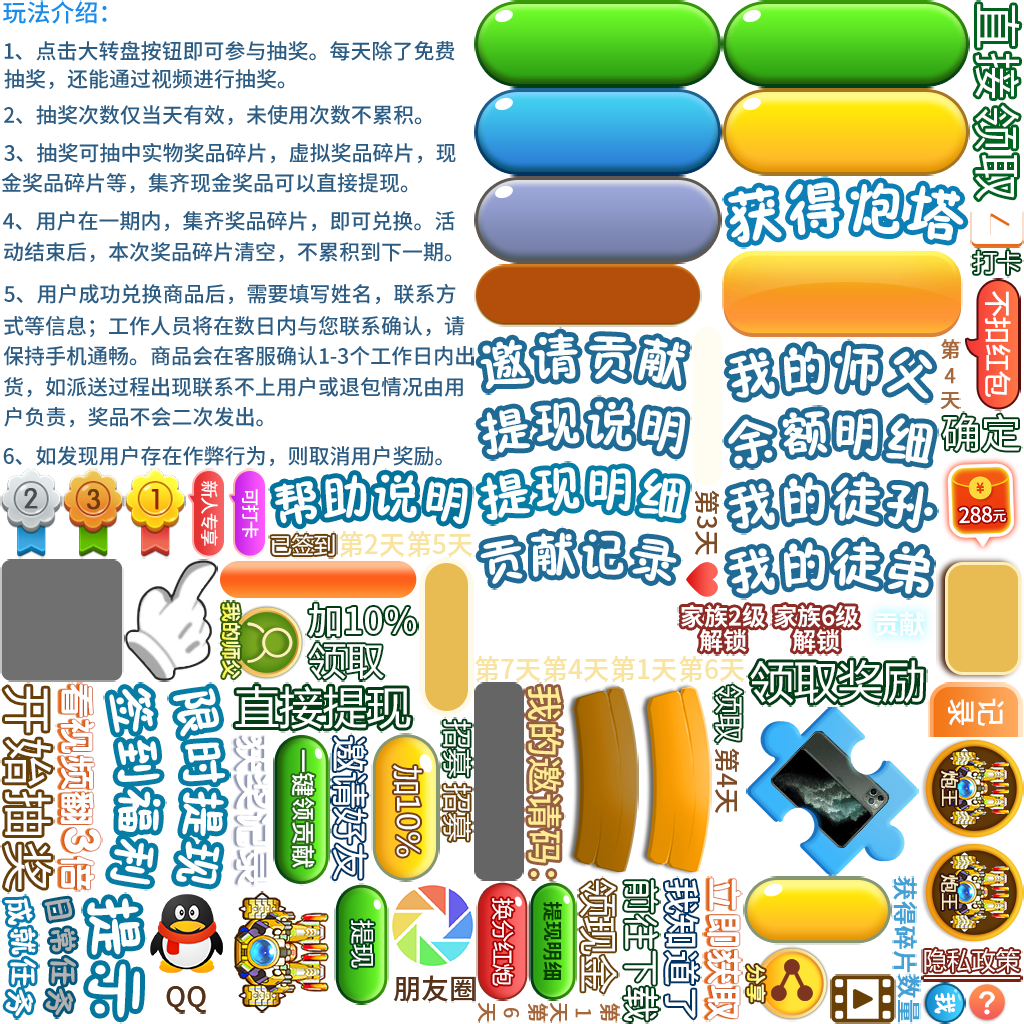 玩法介绍：
1、点击大转盘按钮即可参与抽奖。每天除了免费
抽奖，还能通过视频进行抽奖。
2、抽奖次数仅当天有效，未使用次数不累积。
3、抽奖可抽中实物奖品碎片，虚拟奖品碎片，现
金奖品碎片等，集齐现金奖品可以直接提现。
4、用户在一期内，集齐奖品碎片，即可兑换。活
动结束后，本次奖品碎片清空，不累积到下一期。
5、用户成功兑换商品后，需要填写姓名，联系方
式等信息；工作人员将在数日内与您联系确认，请
保持手机通畅。商品会在客服确认1-3个工作日内出
货，如派送过程出现联系不上用户或退包情况由用
户负责，奖品不会二次发出。
6、如发现用户存在作弊行为，则取消用户奖励。
直接领取
获得炮塔
打卡
不扣红包
第4天
确定
邀请贡献
提现说明
提现明细
贡献记录
我的师父
余额明细
我的徒孙
我的徒弟
2
3
1
新人专享
可打卡
帮助说明
已签到
第2天
第5天
第3天
¥
288元
我的师父
加10%
领取
家族2级
解锁
家族6级
解锁
贡献
第7天
第4天
第1天
第6天
领取奖励
记录
开始抽奖
看视频翻3倍
签到福利
限时提现
直接提现
获奖记录
一键领贡献
邀请好友
加10%
招募
招募
我的邀请码：
领取
第4天
炮王
炮王
成就任务
日常任务
提示
QQ
提现
朋友圈
换分红炮
提现明细
领现金
前往下载
我知道了
立即获取
第6天
第1天
分享
获得碎片数量
隐私政策
我
?